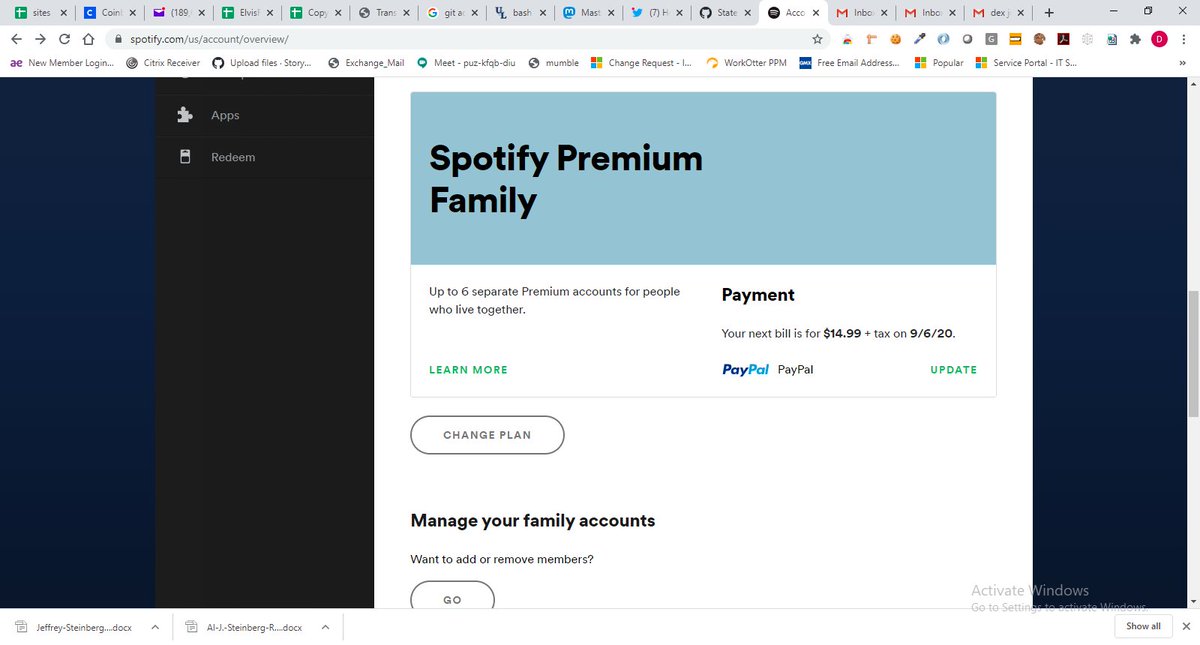 sites
Coin
(189,
Elvish
Copy
Trans
git ac
bash
Mast
(7) H
State
Acco
Inbo
Inbo
dex j
spotify.com/us/account/overview/
New Member Login...
Citrix Receiver
Upload files · Story...
Exchange_Mail
Meet - puz-kfqb-diu
mumble
Change Request - I...
WorkOtter PPM
Free Email Address...
Popular
Service Portal - IT S...
Apps
Redeem
Spotify Premium
Family
Up to 6 separate Premium accounts for people
who live together.
LEARN MORE
Payment
Your next bill is for $14.99 + tax on 9/6/20.
PayPal PayPal
UPDATE
CHANGE PLAN
Manage your family accounts
Want to add or remove members?
GO
Activate Windows
Go to Settings to activate Windows.
Jeffrey-Steinberg....docx
Al-J.-Steinberg-R....docx
Show all